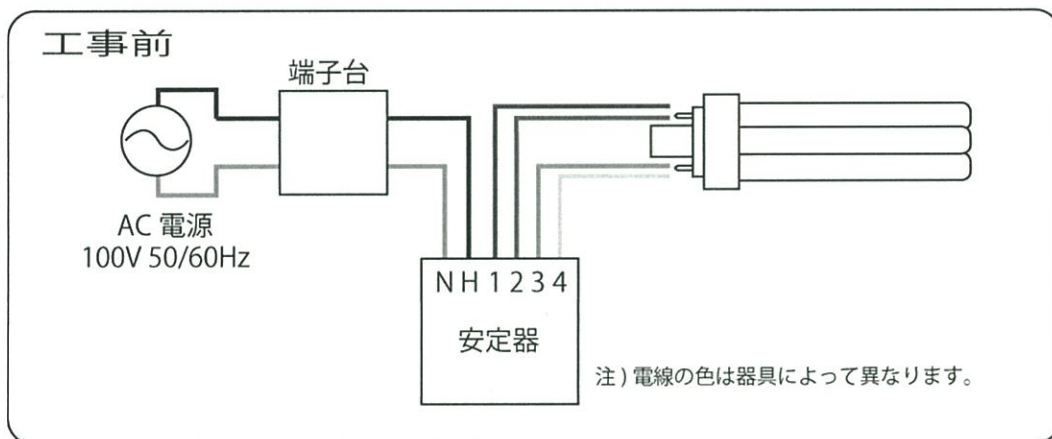 工事前
端子台
AC 電源
100V 50/60Hz
N H 1 2 3 4
安定器
注 ) 電線の色は器具によって異なります。